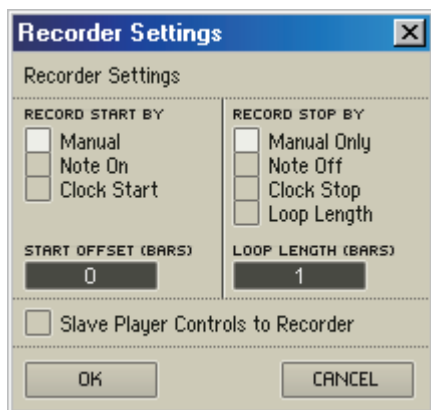 Recorder Settings
Recorder Settings
RECORD START BY
Manual
Note On
Clock Start
START OFFSET (BARS)
0
RECORD STOP BY
Manual Only
Note Off
Clock Stop
Loop Length
LOOP LENGTH (BARS)
1
Slave Player Controls to Recorder
OK
CANCEL